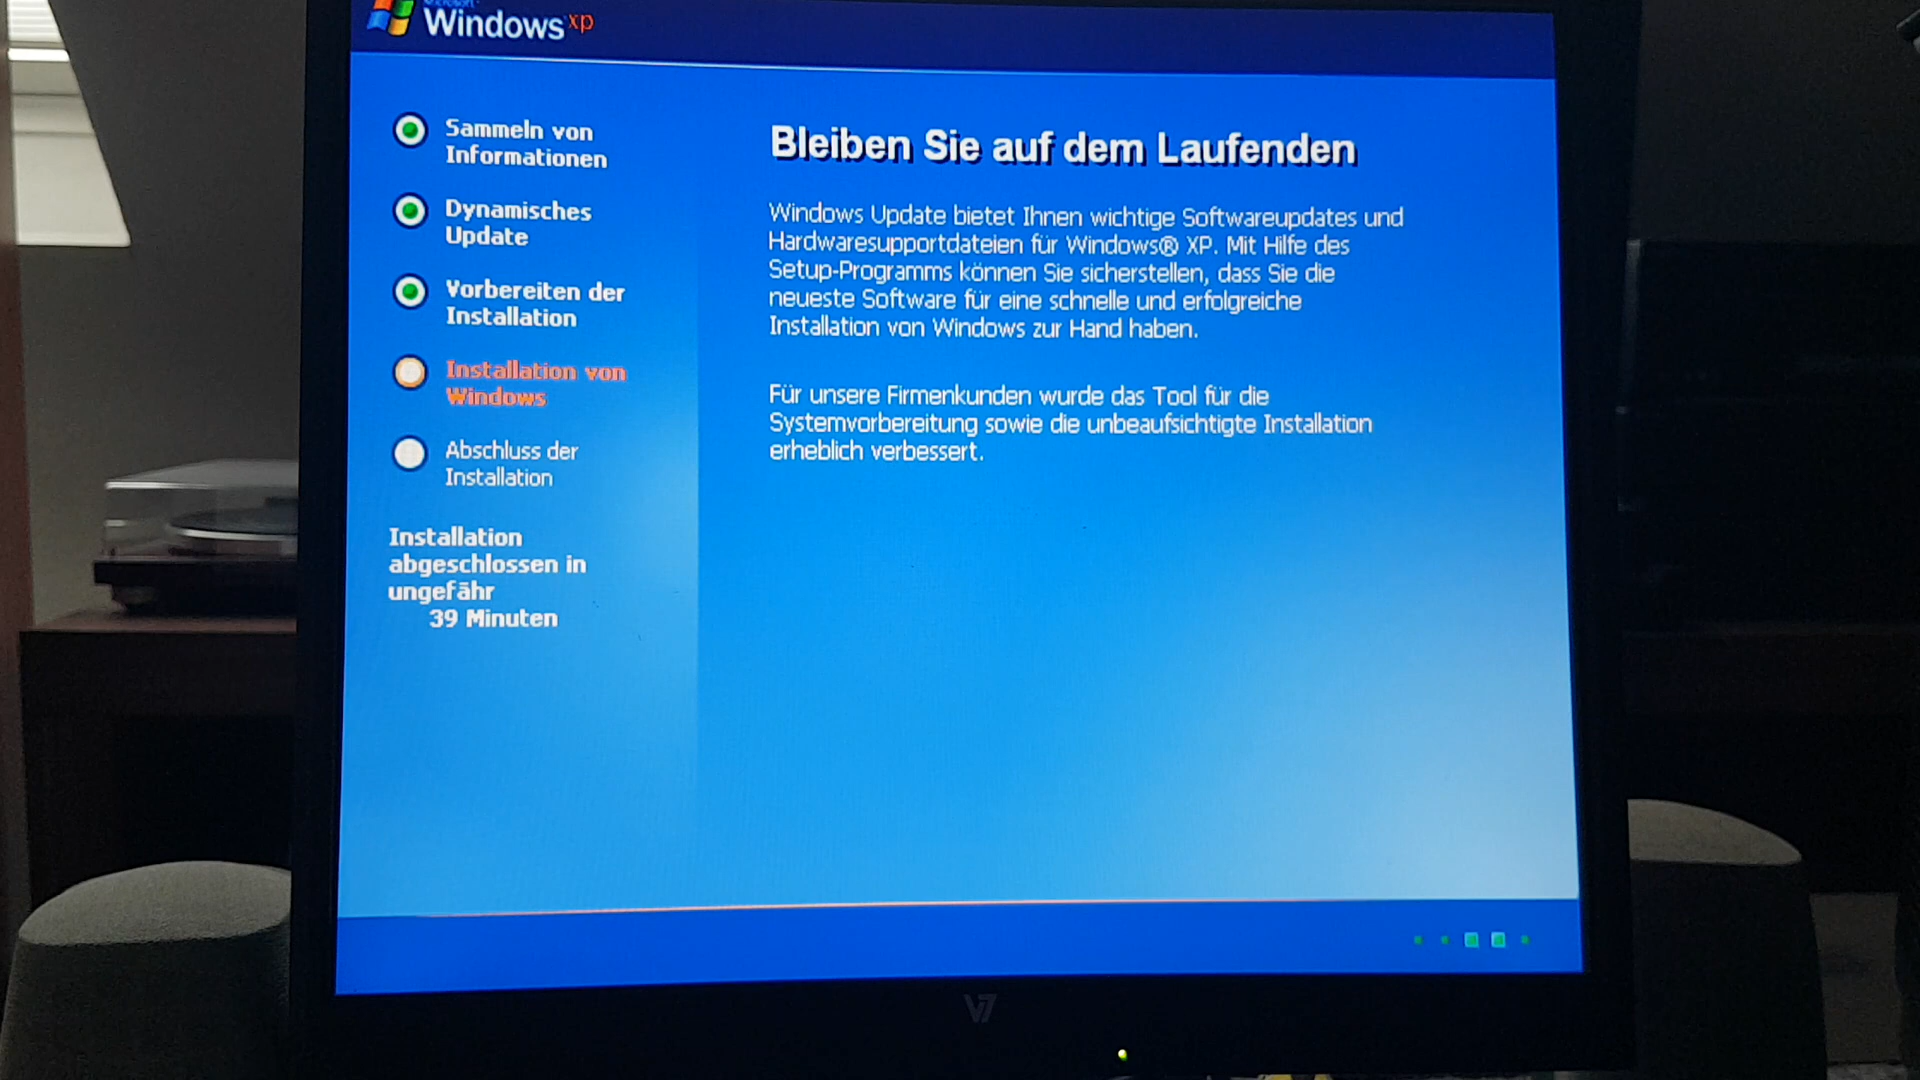 Microsoft
Windows xp
Sammeln von
Informationen
Dynamisches
Update
Vorbereiten der
Installation
Installation von
Windows
Abschluss der
Installation
Installation
abgeschlossen in
ungefähr
39 Minuten
Bleiben Sie auf dem Laufenden
Windows Update bietet Ihnen wichtige Softwareupdates und
Hardwaresupportdateien für Windows® XP. Mit Hilfe des
Setup-Programms können Sie sicherstellen, dass Sie die
neueste Software für eine schnelle und erfolgreiche
Installation von Windows zur Hand haben.
Für unsere Firmenkunden wurde das Tool für die
Systemvorbereitung sowie die unbeaufsichtigte Installation
erheblich verbessert.
V7